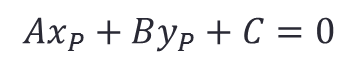 Ax_P + By_P + C = 0